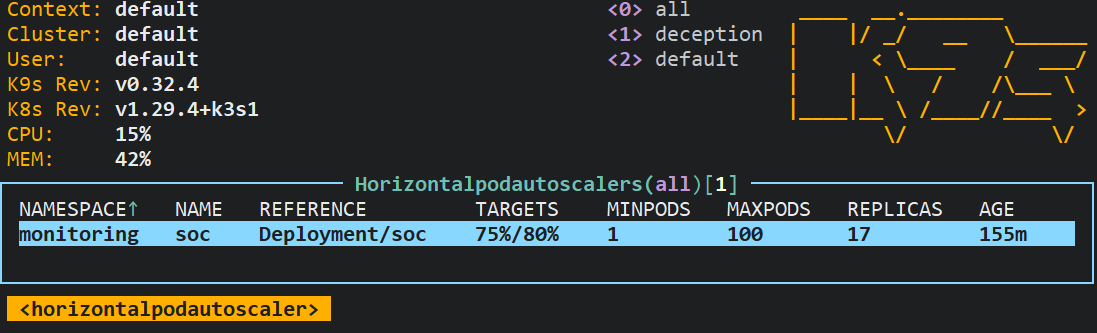 Context: default <0> all
Cluster: default <1> deception
User: default <2> default
K9s Rev: v0.32.4
K8s Rev: v1.29.4+k3s1
CPU: 15%
MEM: 42%
Horizontalpodautoscalers(all)[1]
NAMESPACE↑ NAME REFERENCE TARGETS MINPODS MAXPODS REPLICAS AGE
monitoring soc Deployment/soc 75%/80% 1 100 17 155m
<horizontalpodautoscaler>